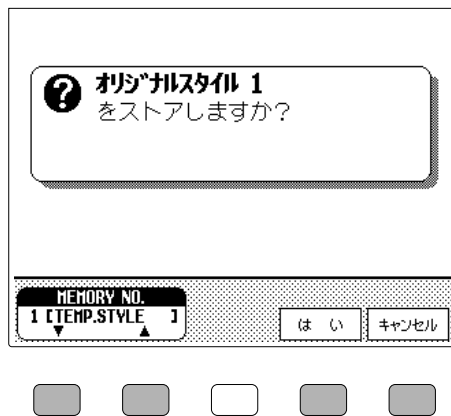 オリジナルスタイル 1
をストアしますか?
MEMORY NO.
1 [TEMP.STYLE ]
▼ ▲
は い
キャンセル